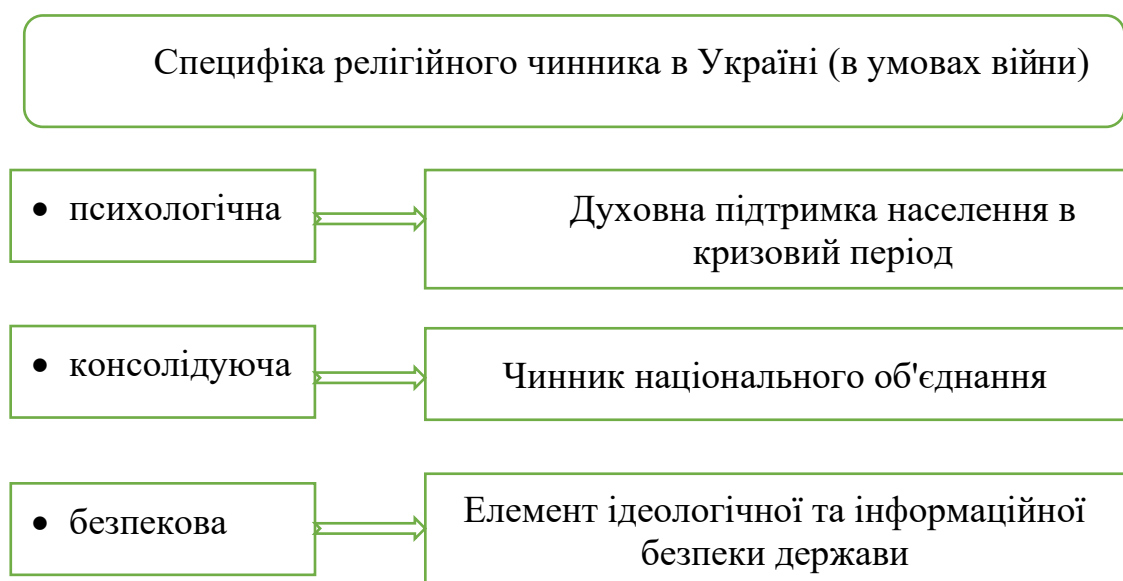 Специфіка релігійного чинника в Україні (в умовах війни)
• психологічна
Духовна підтримка населення в
кризовий період
• консолідуюча
Чинник національного об'єднання
• безпекова
Елемент ідеологічної та інформаційної
безпеки держави